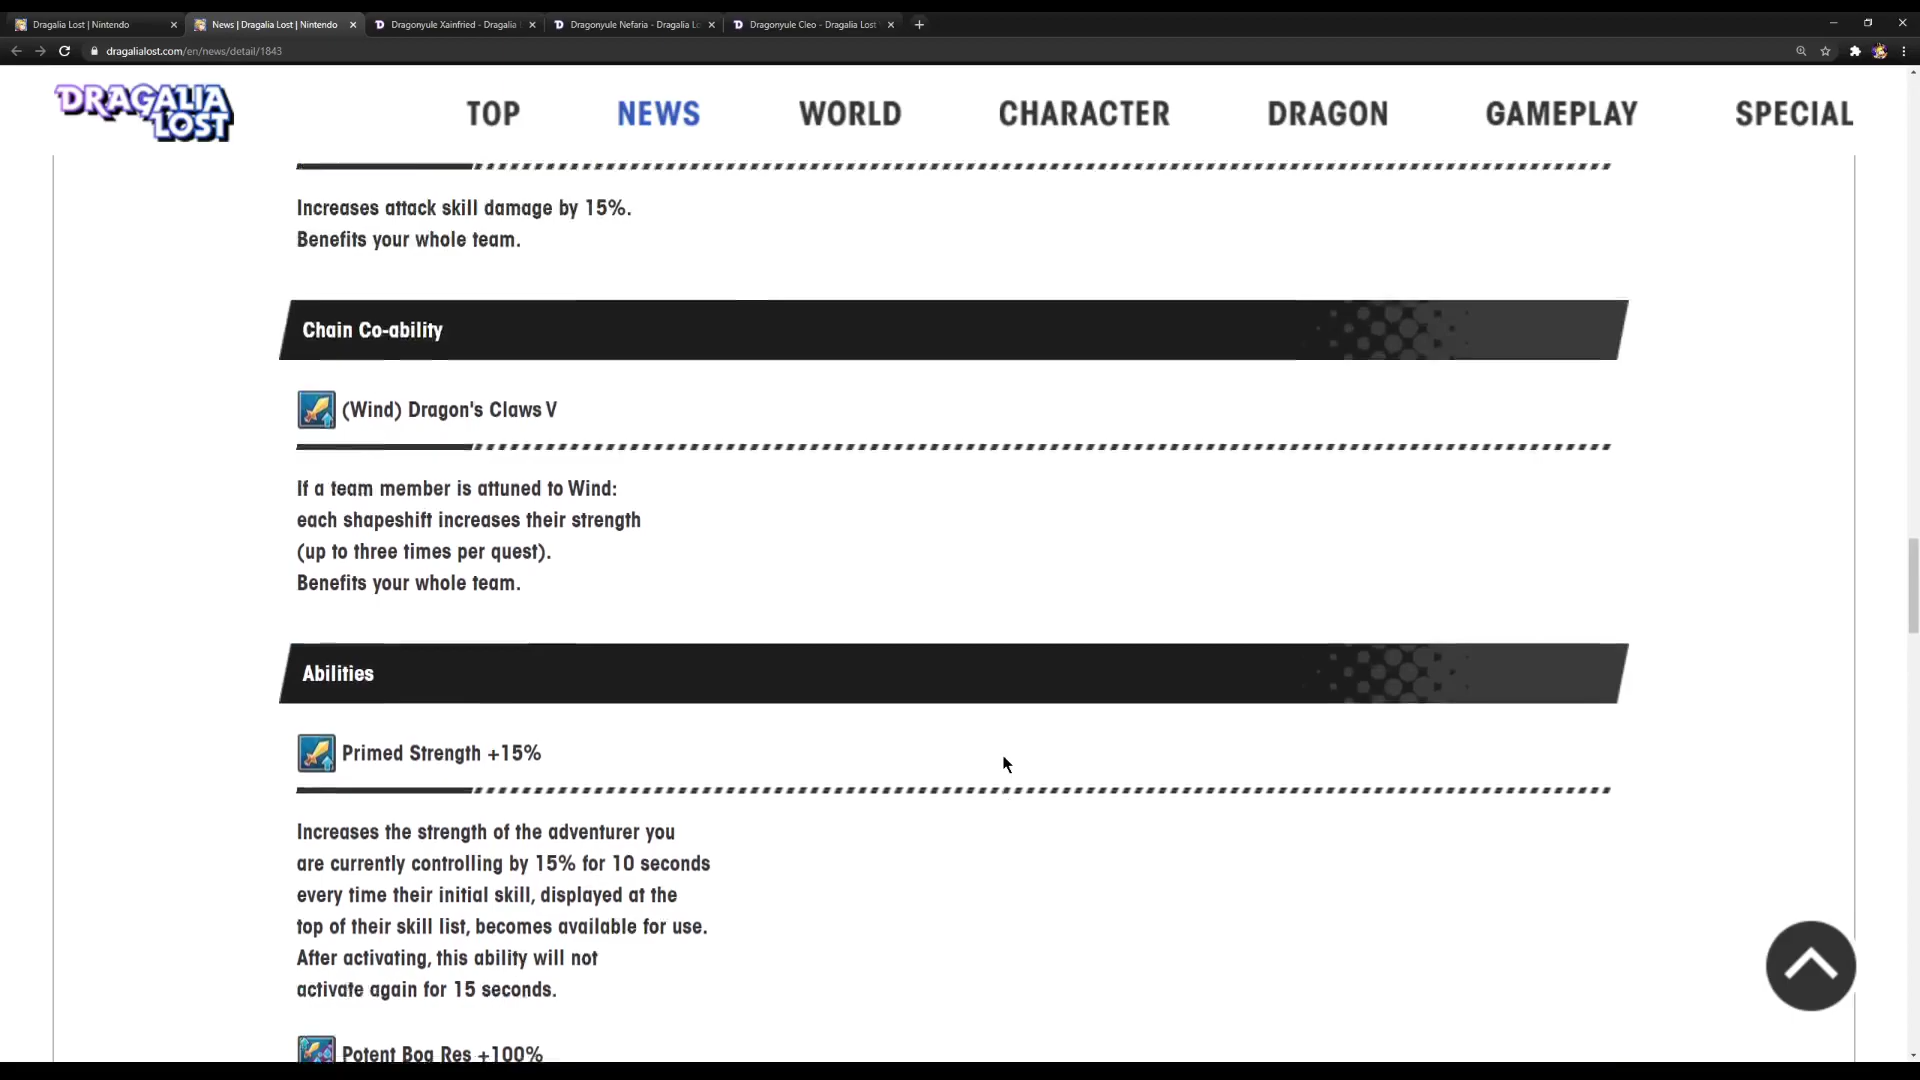 Dragalia Lost | Nintendo
News | Dragalia Lost | Nintendo
Dragonyule Xainfried - Dragalia
Dragonyule Nefaria - Dragalia Lo
Dragonyule Cleo - Dragalia Lost
dragalialost.com/en/news/detail/1843
DRAGALIA
LOST
TOP
NEWS
WORLD
CHARACTER
DRAGON
GAMEPLAY
SPECIAL
Increases attack skill damage by 15%.
Benefits your whole team.
Chain Co-ability
(Wind) Dragon's Claws V
If a team member is attuned to Wind:
each shapeshift increases their strength
(up to three times per quest).
Benefits your whole team.
Abilities
Primed Strength +15%
Increases the strength of the adventurer you
are currently controlling by 15% for 10 seconds
every time their initial skill, displayed at the
top of their skill list, becomes available for use.
After activating, this ability will not
activate again for 15 seconds.
Potent Bog Res +100%